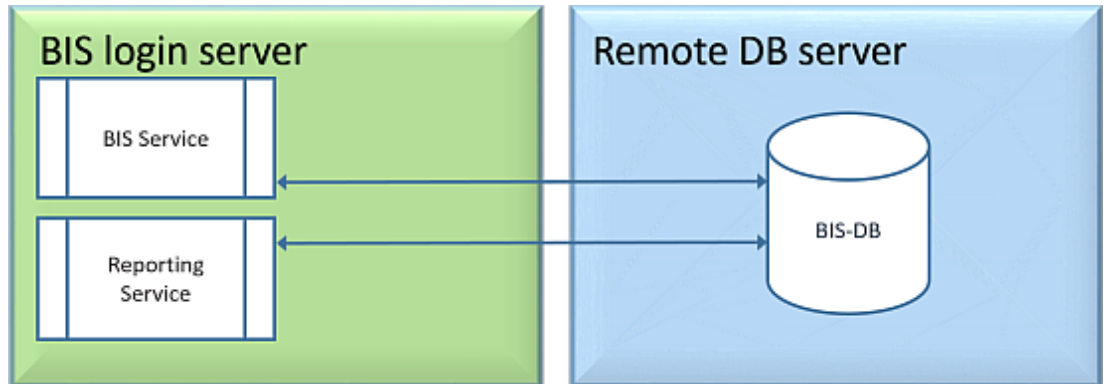 BIS login server
BIS Service
Reporting
Service
Remote DB server
BIS-DB